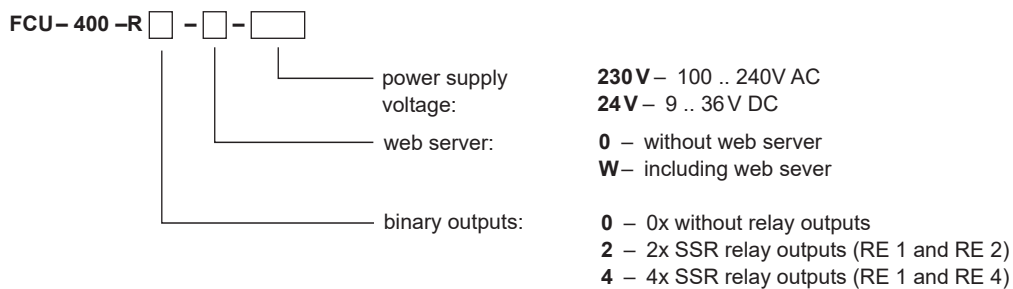 FCU– 400 –R – –
power supply voltage:
230 V – 100 .. 240V AC
24 V – 9 .. 36 V DC
web server:
0 – without web server
W – including web sever
binary outputs:
0 – 0x without relay outputs
2 – 2x SSR relay outputs (RE 1 and RE 2)
4 – 4x SSR relay outputs (RE 1 and RE 4)